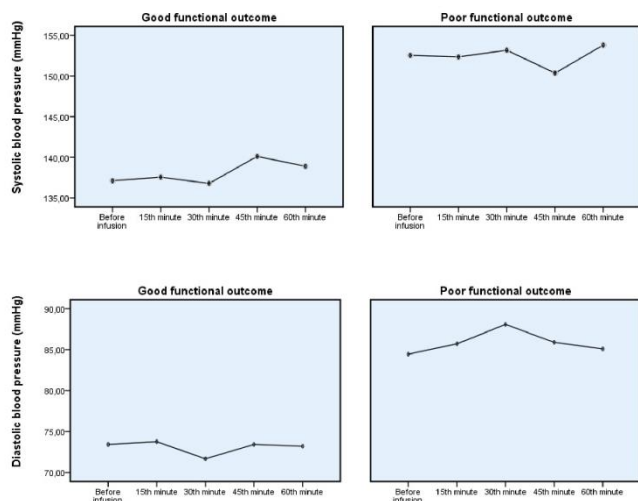 Good functional outcome
Poor functional outcome
Systolic blood pressure (mmHg)
155,00
150,00
145,00
140,00
135,00
Before infusion
15th minute
30th minute
45th minute
60th minute
Before infusion
15th minute
30th minute
45th minute
60th minute
Good functional outcome
Poor functional outcome
Diastolic blood pressure (mmHg)
90,00
85,00
80,00
75,00
70,00
Before infusion
15th minute
30th minute
45th minute
60th minute
Before infusion
15th minute
30th minute
45th minute
60th minute